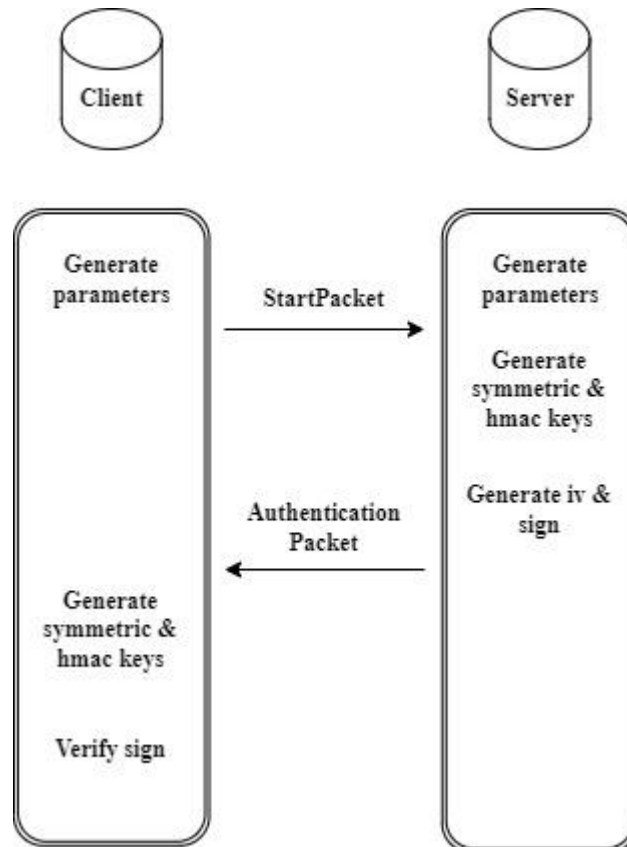 Client
Server
Generate
parameters
StartPacket
Generate
parameters
Generate
symmetric &
hmac keys
Generate iv &
sign
Authentication
Packet
Generate
symmetric &
hmac keys
Verify sign